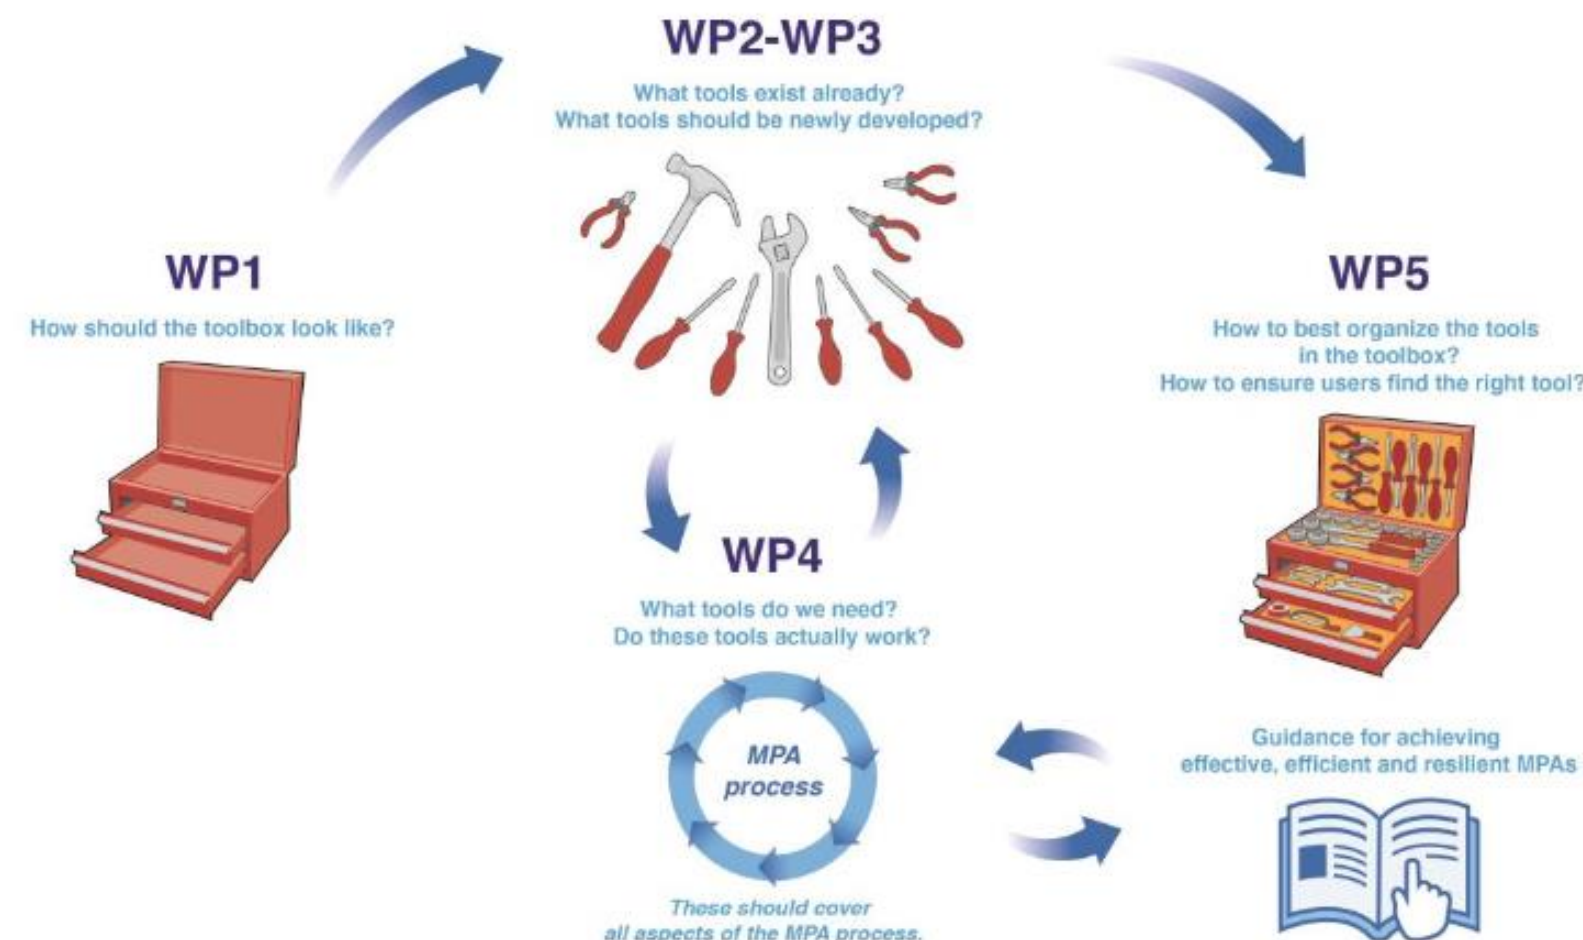 WP2-WP3
What tools exist already?
What tools should be newly developed?
WP1
How should the toolbox look like?
WP5
How to best organize the tools
in the toolbox?
How to ensure users find the right tool?
WP4
What tools do we need?
Do these tools actually work?
MPA
process
These should cover
all aspects of the MPA process.
Guidance for achieving
effective, efficient and resilient MPAs